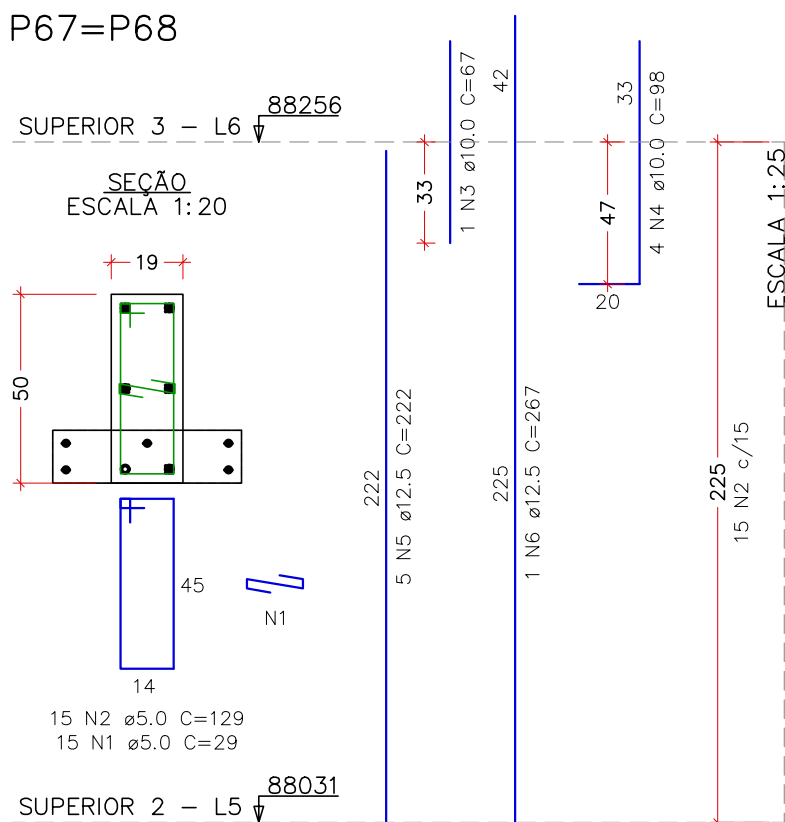 P67=P68
SUPERIOR 3 – L6
88256
SEÇÃO
ESCALA 1:20
19
50
45
14
N1
15 N2 ø5.0 C=129
15 N1 ø5.0 C=29
222
5 N5 ø12.5 C=222
33
1 N3 ø10.0 C=67
42
225
1 N6 ø12.5 C=267
33
47
20
4 N4 ø10.0 C=98
225
15 N2 c/15
ESCALA 1:25
SUPERIOR 2 – L5
88031